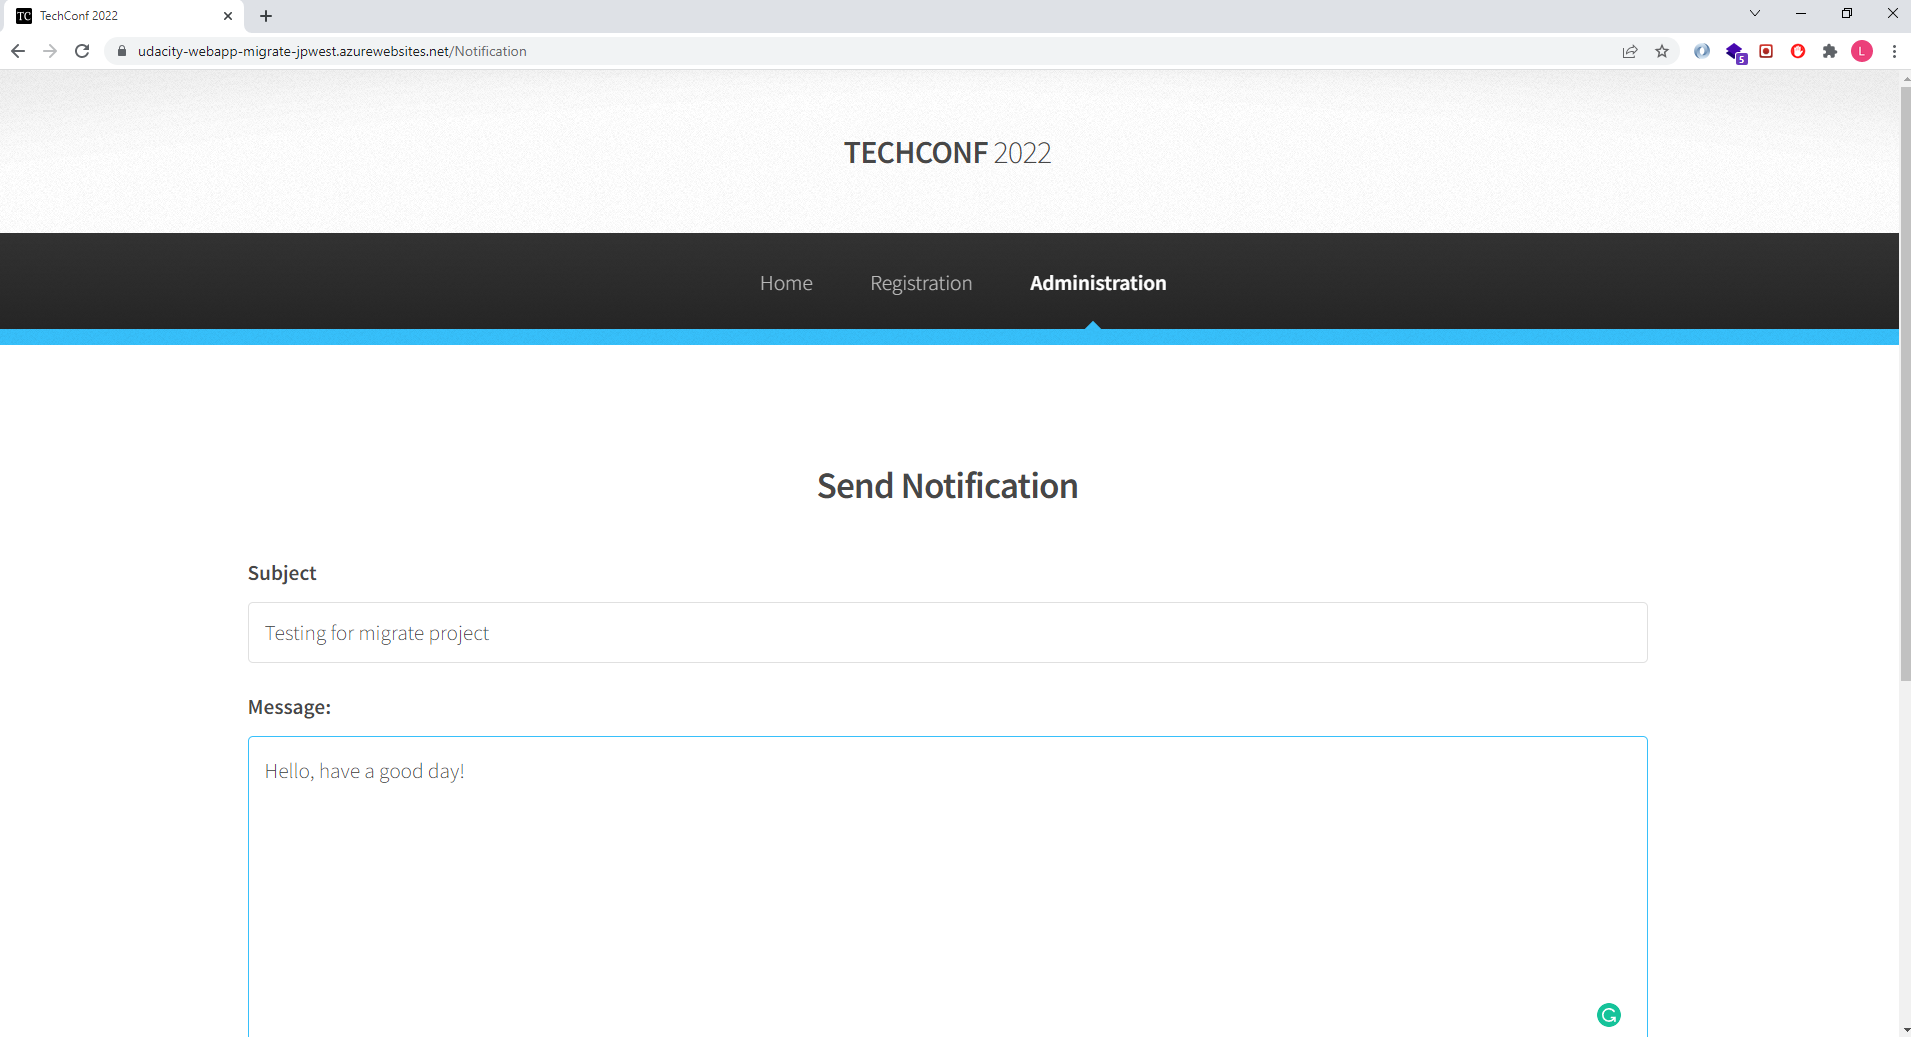 TC TechConf 2022
udacity-webapp-migrate-jpwest.azurewebsites.net/Notification
5
L
TECHCONF 2022
Home Registration Administration
Send Notification
Subject
Testing for migrate project
Message:
Hello, have a good day!